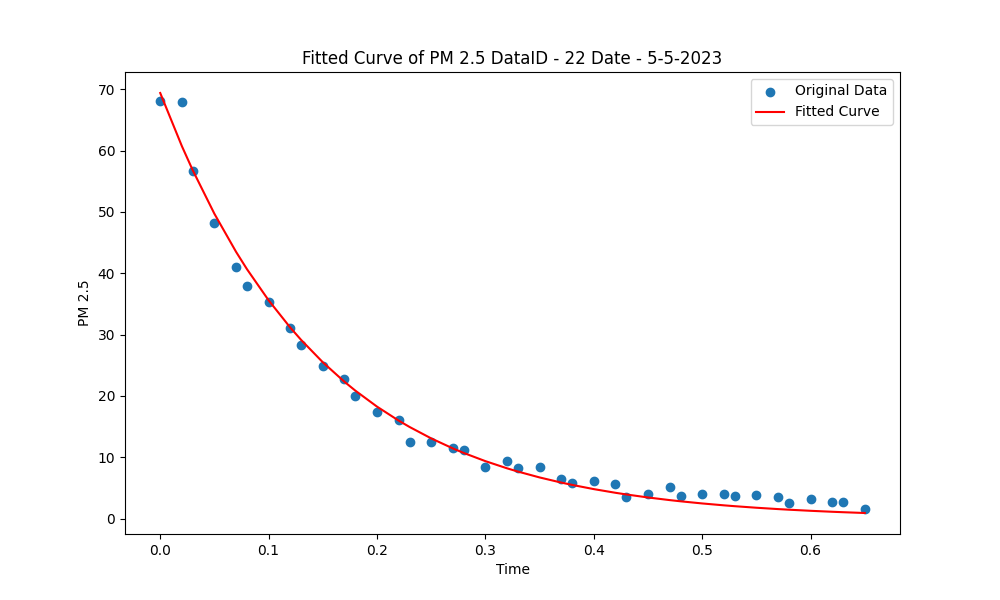 Fitted Curve of PM 2.5 DataID - 22 Date - 5-5-2023
Original Data
Fitted Curve
70
60
50
40
30
20
10
0
PM 2.5
0.0 0.1 0.2 0.3 0.4 0.5 0.6
Time